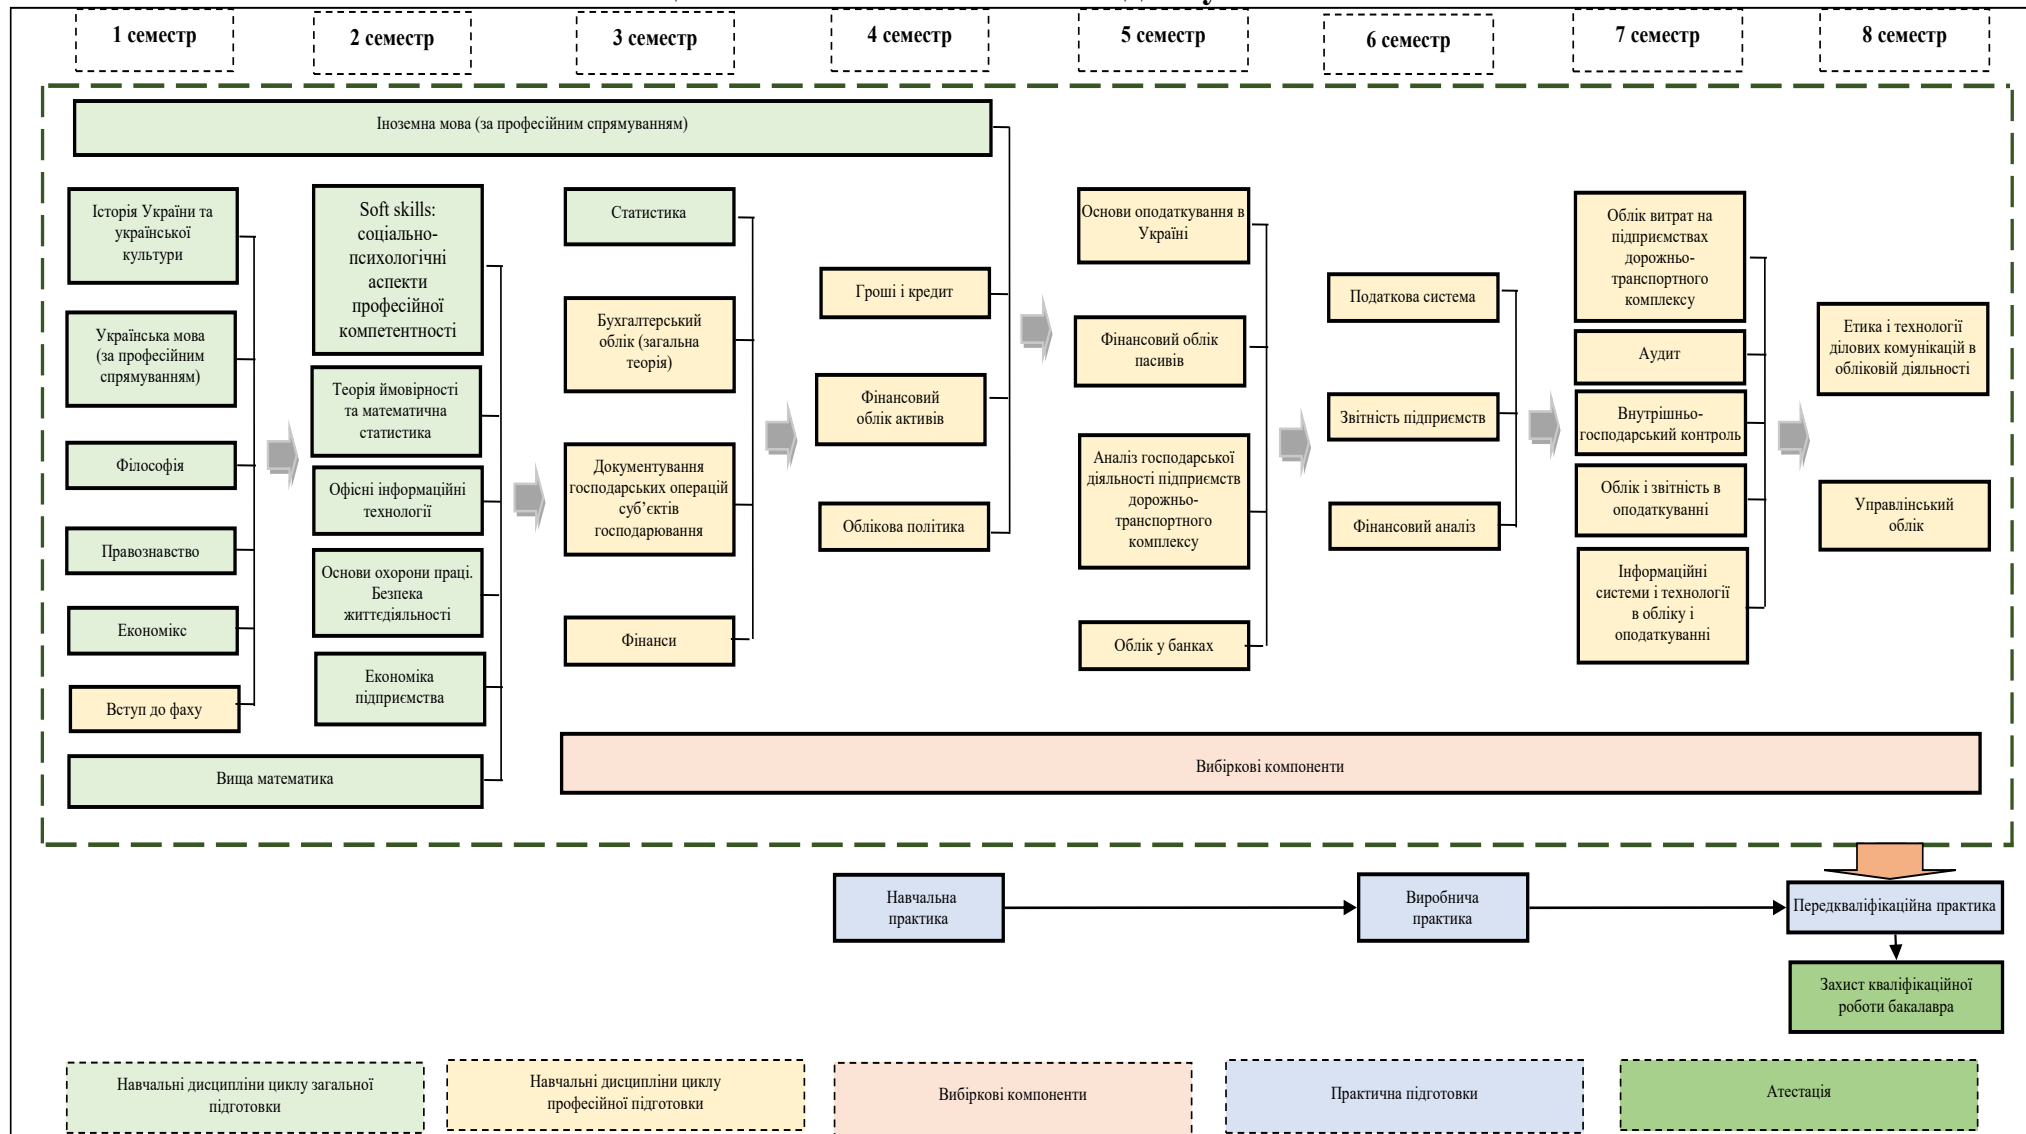 1 семестр
2 семестр
3 семестр
4 семестр
5 семестр
6 семестр
7 семестр
8 семестр
Іноземна мова (за професійним спрямуванням)
Історія України та
української
культури
Українська мова
(за професійним
спрямуванням)
Філософія
Правознавство
Економікс
Вступ до фаху
Вища математика
Soft skills:
соціально-
психологічні
аспекти
професійної
компетентності
Теорія ймовірності
та математична
статистика
Офісні інформаційні
технології
Основи охорони праці.
Безпека
життєдіяльності
Економіка
підприємства
Статистика
Бухгалтерський
облік (загальна
теорія)
Документування
господарських операцій
суб’єктів
господарювання
Фінанси
Гроші і кредит
Фінансовий
облік активів
Облікова політика
Основи оподаткування в
Україні
Фінансовий облік
пасивів
Аналіз господарської
діяльності підприємств
дорожньо-
транспортного
комплексу
Облік у банках
Податкова система
Звітність підприємств
Фінансовий аналіз
Облік витрат на
підприємствах
дорожньо-
транспортного
комплексу
Аудит
Внутрішньо-
господарський контроль
Облік і звітність в
оподаткуванні
Інформаційні
системи і технології
в обліку і
оподаткуванні
Етика і технології
ділових комунікацій в
обліковій діяльності
Управлінський
облік
Вибіркові компоненти
Навчальна
практика
Виробнича
практика
Передкваліфікаційна практика
Захист кваліфікаційної
роботи бакалавра
Навчальні дисципліни циклу загальної
підготовки
Навчальні дисципліни циклу
професійної підготовки
Вибіркові компоненти
Практична підготовки
Атестація